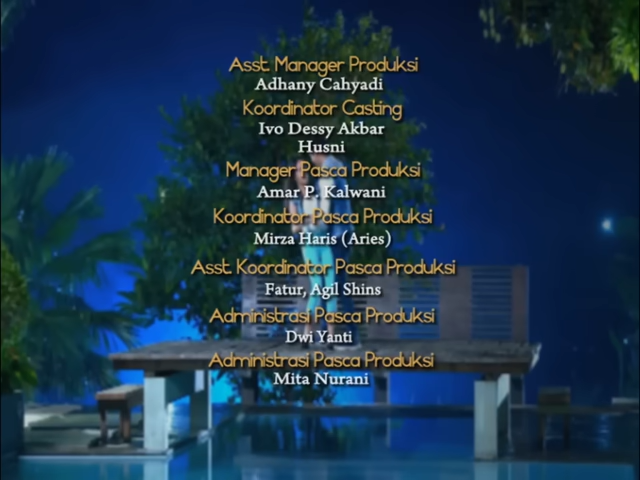 Asst. Manager Produksi
Adhany Cahyadi
Koordinator Casting
Ivo Dessy Akbar
Husni
Manager Pasca Produksi
Amar P. Kalwani
Koordinator Pasca Produksi
Mirza Haris (Aries)
Asst. Koordinator Pasca Produksi
Fatur, Agil Shins
Administrasi Pasca Produksi
Dwi Yanti
Administrasi Pasca Produksi
Mita Nurani